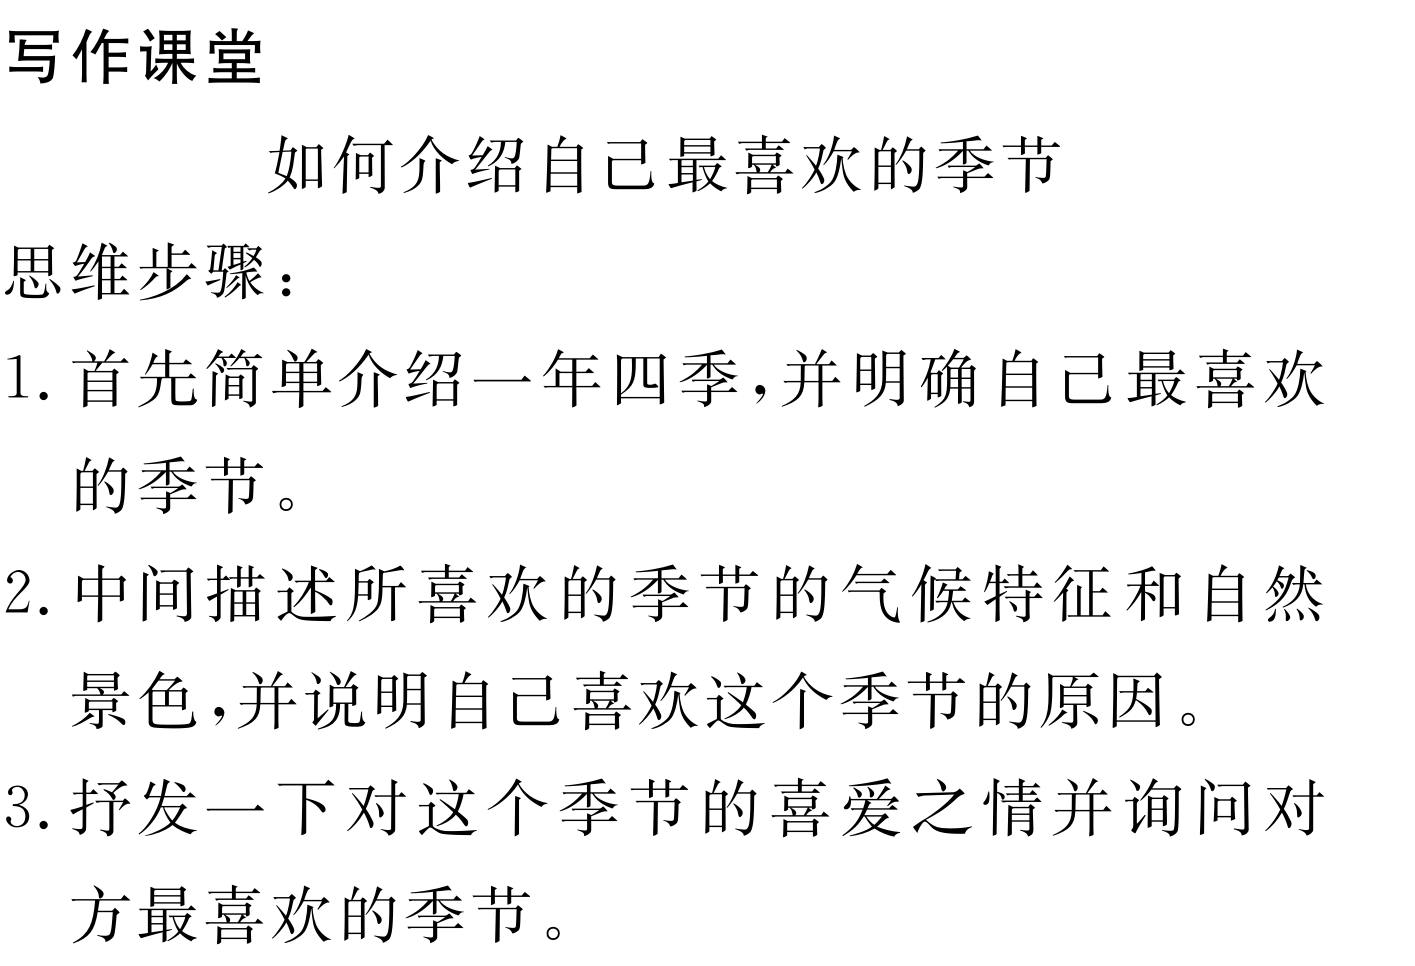 写作课堂
如何介绍自己最喜欢的季节
思维步骤：
1. 首先简单介绍一年四季,并明确自己最喜欢
的季节。
2. 中间描述所喜欢的季节的气候特征和自然
景色,并说明自己喜欢这个季节的原因。
3. 抒发一下对这个季节的喜爱之情并询问对
方最喜欢的季节。